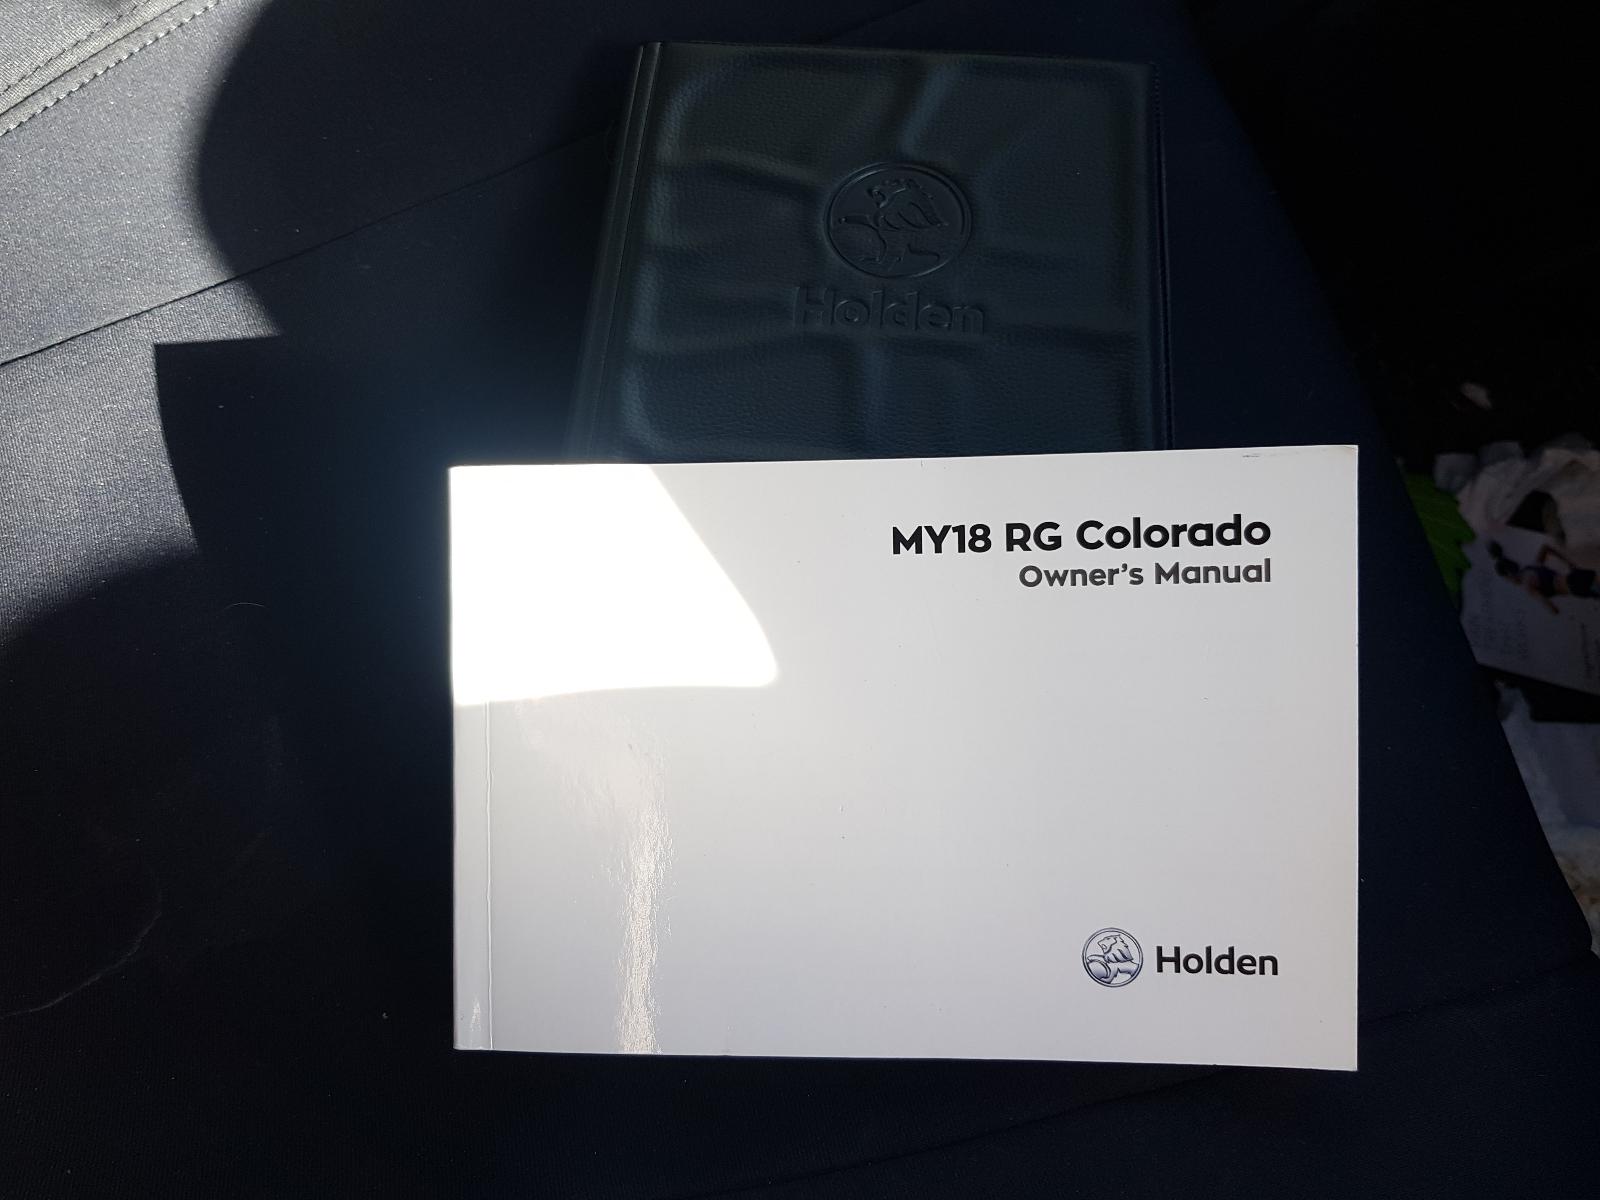 Holden
MY18 RG Colorado
Owner's Manual
Holden